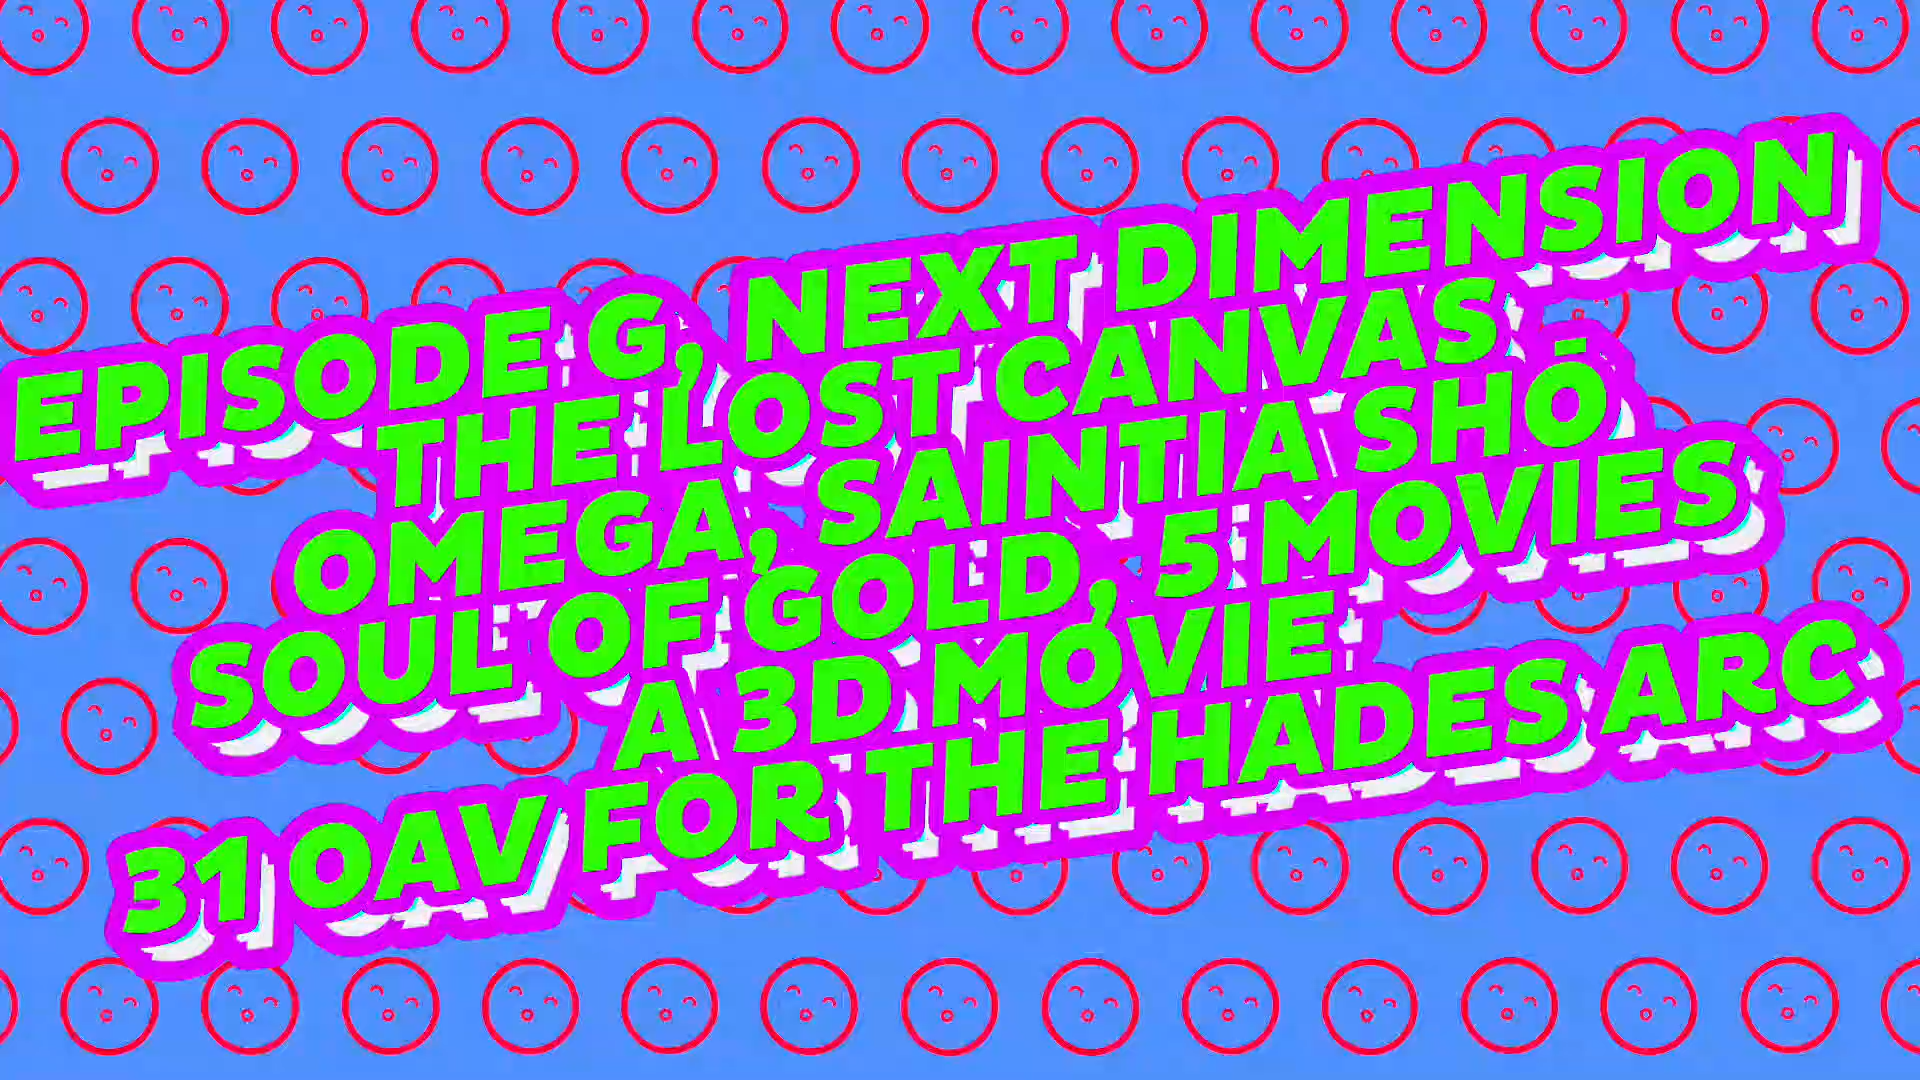 EPISODE G, NEXT DIMENSION
THE LOST CANVAS
OMEGA, SAINTIA SHŌ
SOUL OF GOLD, 5 MOVIES
A 3D MOVIE
31 OAV FOR THE HADES ARC